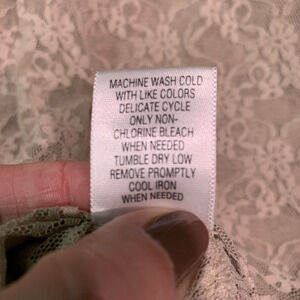 MACHINE WASH COLD
WITH LIKE COLORS
DELICATE CYCLE
ONLY NON-
CHLORINE BLEACH
WHEN NEEDED
TUMBLE DRY LOW
REMOVE PROMPTLY
COOL IRON
WHEN NEEDED